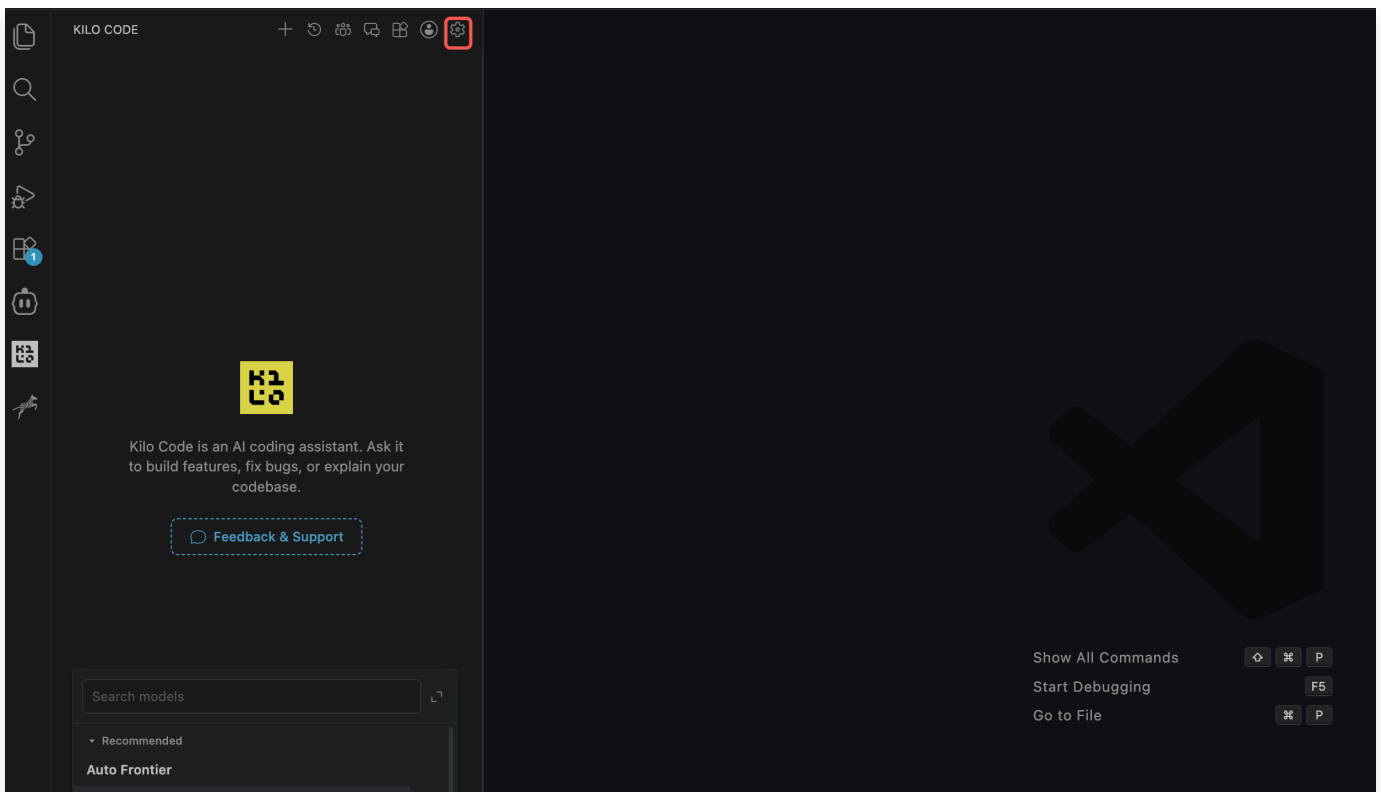 KILO CODE
1
Kilo Code is an AI coding assistant. Ask it
to build features, fix bugs, or explain your
codebase.
Feedback & Support
Search models
Recommended
Auto Frontier
Show All Commands ⇧ ⌘ P
Start Debugging F5
Go to File ⌘ P